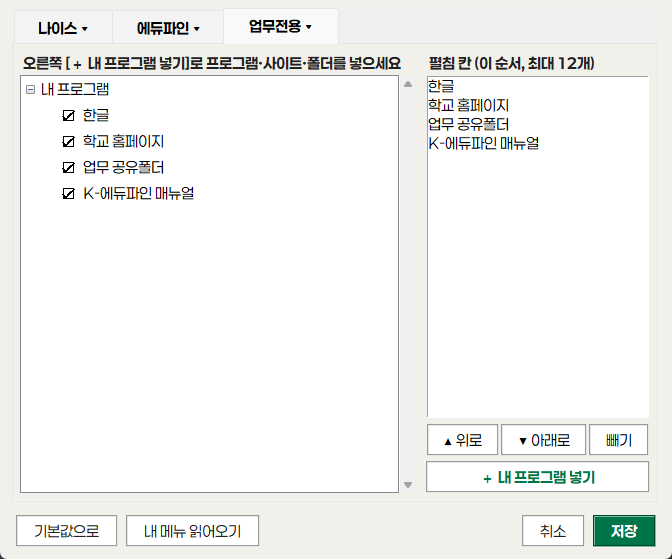 나이스 ▾
에듀파인 ▾
업무전용 ▾
오른쪽 [ + 내 프로그램 넣기]로 프로그램·사이트·폴더를 넣으세요
펼침 칸 (이 순서, 최대 12개)
내 프로그램
한글
학교 홈페이지
업무 공유폴더
K-에듀파인 매뉴얼
한글
학교 홈페이지
업무 공유폴더
K-에듀파인 매뉴얼
▲ 위로
▼ 아래로
빼기
+ 내 프로그램 넣기
기본값으로
내 메뉴 읽어오기
취소
저장